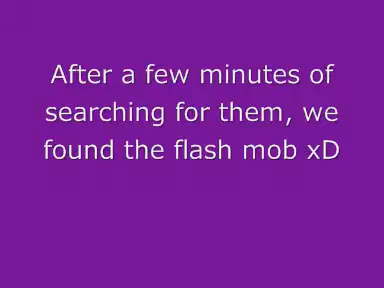 After a few minutes of
searching for them, we
found the flash mob xD